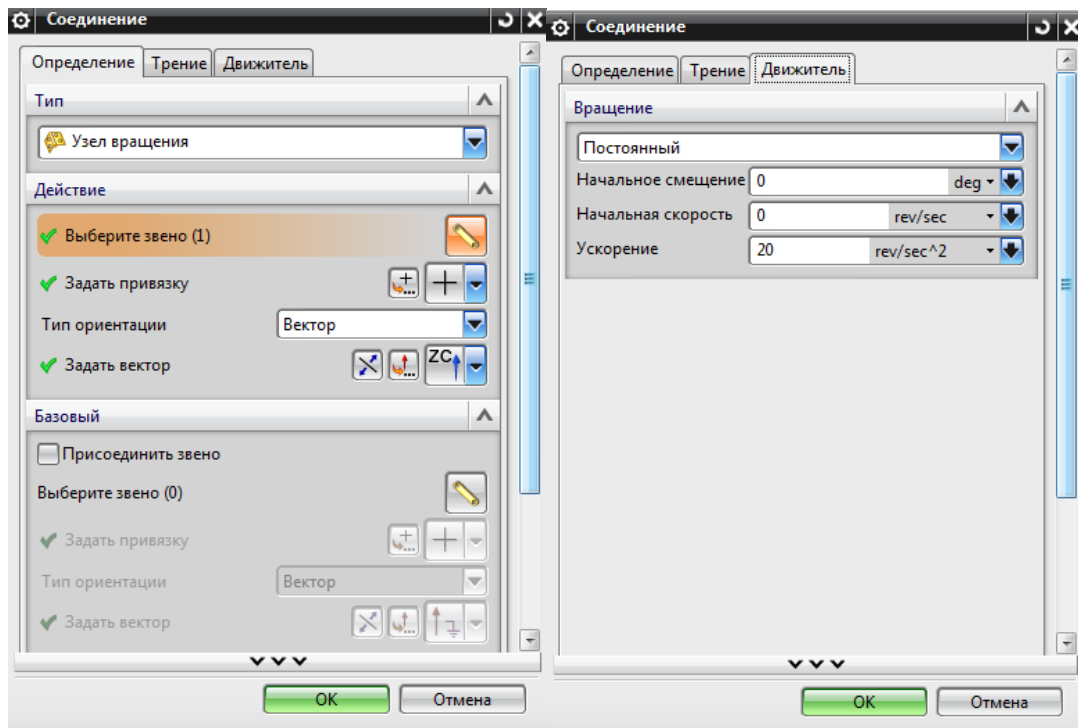 Соединение
Определение Трение Движитель
Тип
Узел вращения
Действие
Выберите звено (1)
Задать привязку
Тип ориентации Вектор
Задать вектор ZC
Базовый
Присоединить звено
Выберите звено (0)
Задать привязку
Тип ориентации Вектор
Задать вектор
OK Отмена
Соединение
Определение Трение Движитель
Вращение
Постоянный
Начальное смещение 0 deg
Начальная скорость 0 rev/sec
Ускорение 20 rev/sec^2
OK Отмена